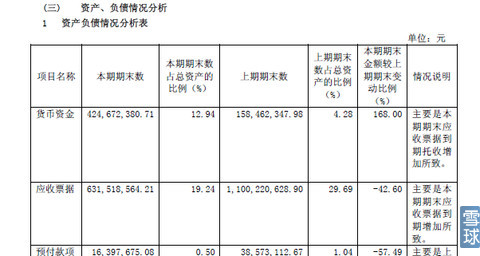 (三) 资产、负债情况分析
1 资产负债情况分析表
单位：元
项目名称 本期期末数 本期期末数占总资产的比例(%) 上期期末数 上期期末数占总资产的比例(%) 本期期末金额较上期期末变动比例(%) 情况说明
货币资金 424,672,380.71 12.94 158,462,347.98 4.28 168.00 主要是本期期末应收票据到期托收增加所致。
应收票据 631,518,564.21 19.24 1,100,220,628.90 29.69 -42.60 主要是本期期末应收票据到期增加所致。
预付款项 16,397,675.08 0.50 38,573,112.67 1.04 -57.49 主要是上
雪球